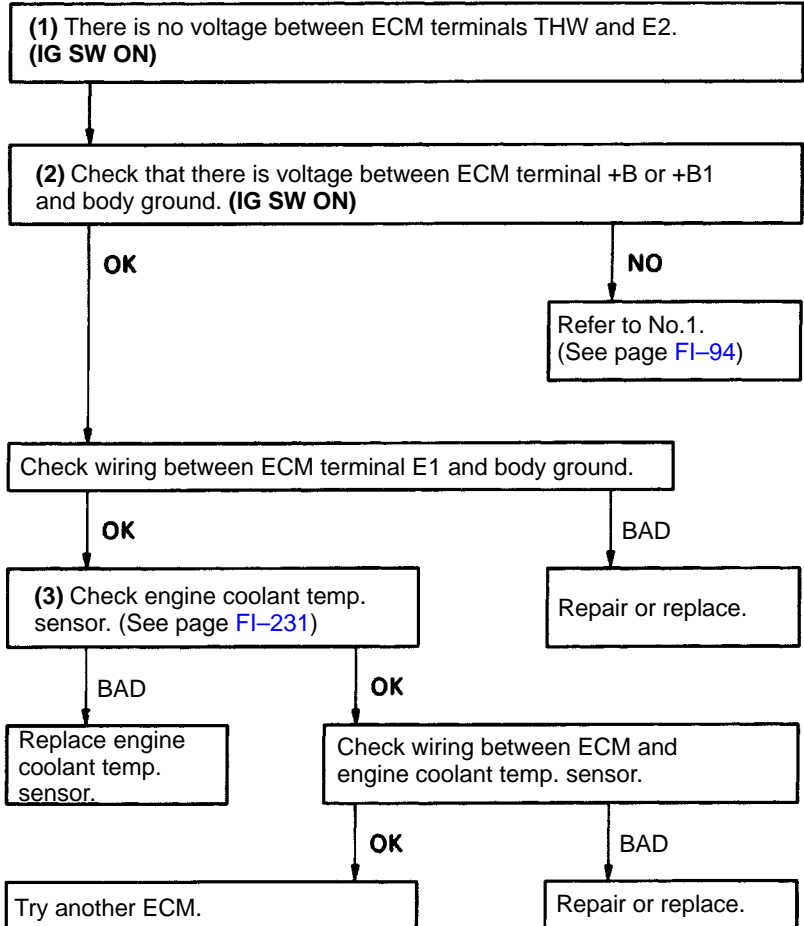 (1) There is no voltage between ECM terminals THW and E2.
(IG SW ON)
(2) Check that there is voltage between ECM terminal +B or +B1
and body ground. (IG SW ON)
OK
NO
Refer to No.1.
(See page FI–94)
Check wiring between ECM terminal E1 and body ground.
OK
BAD
(3) Check engine coolant temp.
sensor. (See page FI–231)
Repair or replace.
BAD
OK
Replace engine
coolant temp.
sensor.
Check wiring between ECM and
engine coolant temp. sensor.
OK
BAD
Try another ECM.
Repair or replace.